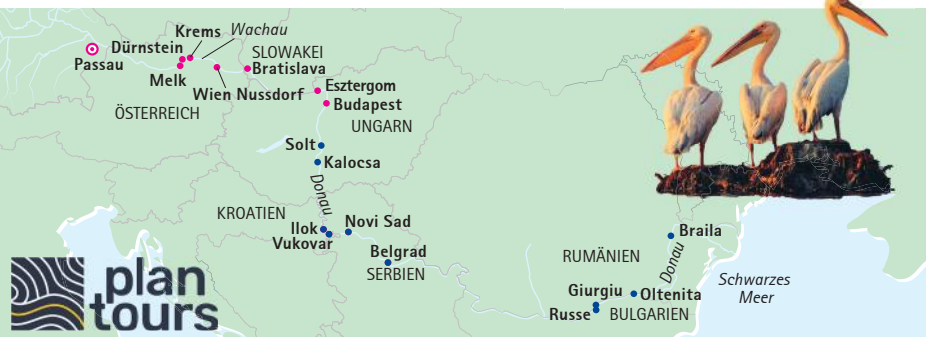 Krems
Wachau
Dürnstein
SLOWAKEI
Passau
Melk
Bratislava
Wien Nussdorf
Esztergom
Budapest
ÖSTERREICH
UNGARN
Solt
Kalocsa
Donau
KROATIEN
Ilok
Novi Sad
Vukovar
Belgrad
SERBIEN
Braila
RUMÄNIEN
Donau
Schwarzes
Meer
Giurgiu
Oltenita
Russe
BULGARIEN
plan
tours